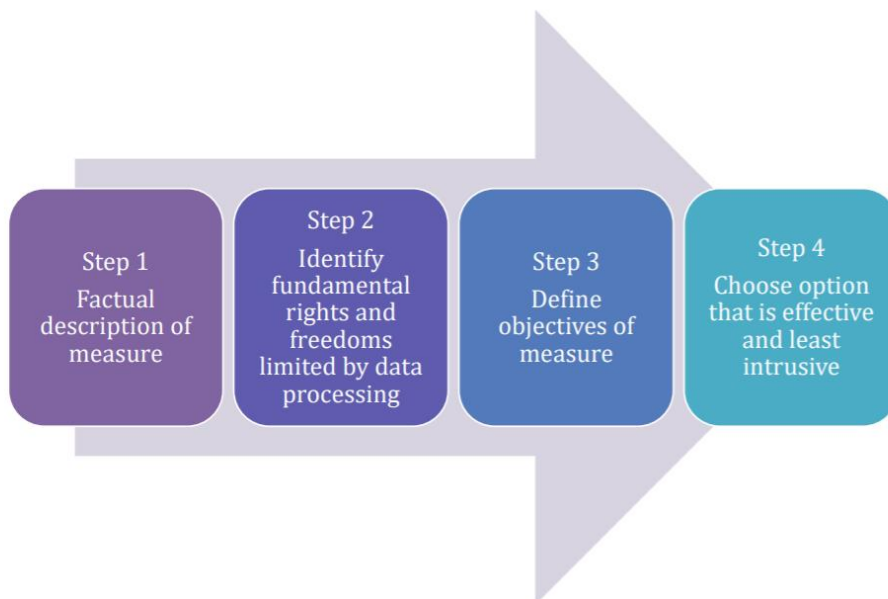 Step 1
Factual
description of
measure
Step 2
Identify
fundamental
rights and
freedoms
limited by data
processing
Step 3
Define
objectives of
measure
Step 4
Choose option
that is effective
and least
intrusive